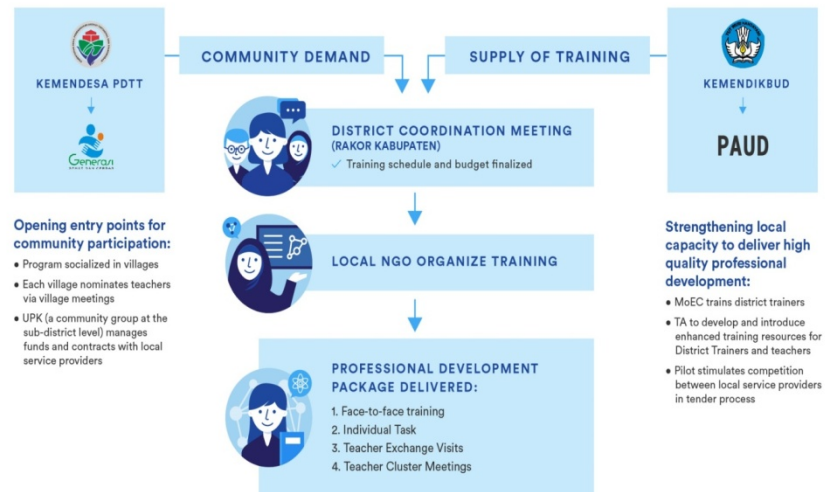 KEMENDESA PDTT
Generasi
COMMUNITY DEMAND
SUPPLY OF TRAINING
KEMENDIKBUD
PAUD
DISTRICT COORDINATION MEETING
(RAKOR KABUPATEN)
✓ Training schedule and budget finalized
LOCAL NGO ORGANIZE TRAINING
PROFESSIONAL DEVELOPMENT
PACKAGE DELIVERED:
1. Face-to-face training
2. Individual Task
3. Teacher Exchange Visits
4. Teacher Cluster Meetings
Opening entry points for
community participation:
• Program socialized in villages
• Each village nominates teachers
via village meetings
• UPK (a community group at the
sub-district level) manages
funds and contracts with local
service providers
Strengthening local
capacity to deliver high
quality professional
development:
• MoEC trains district trainers
• TA to develop and introduce
enhanced training resources for
District Trainers and teachers
• Pilot stimulates competition
between local service providers
in tender process